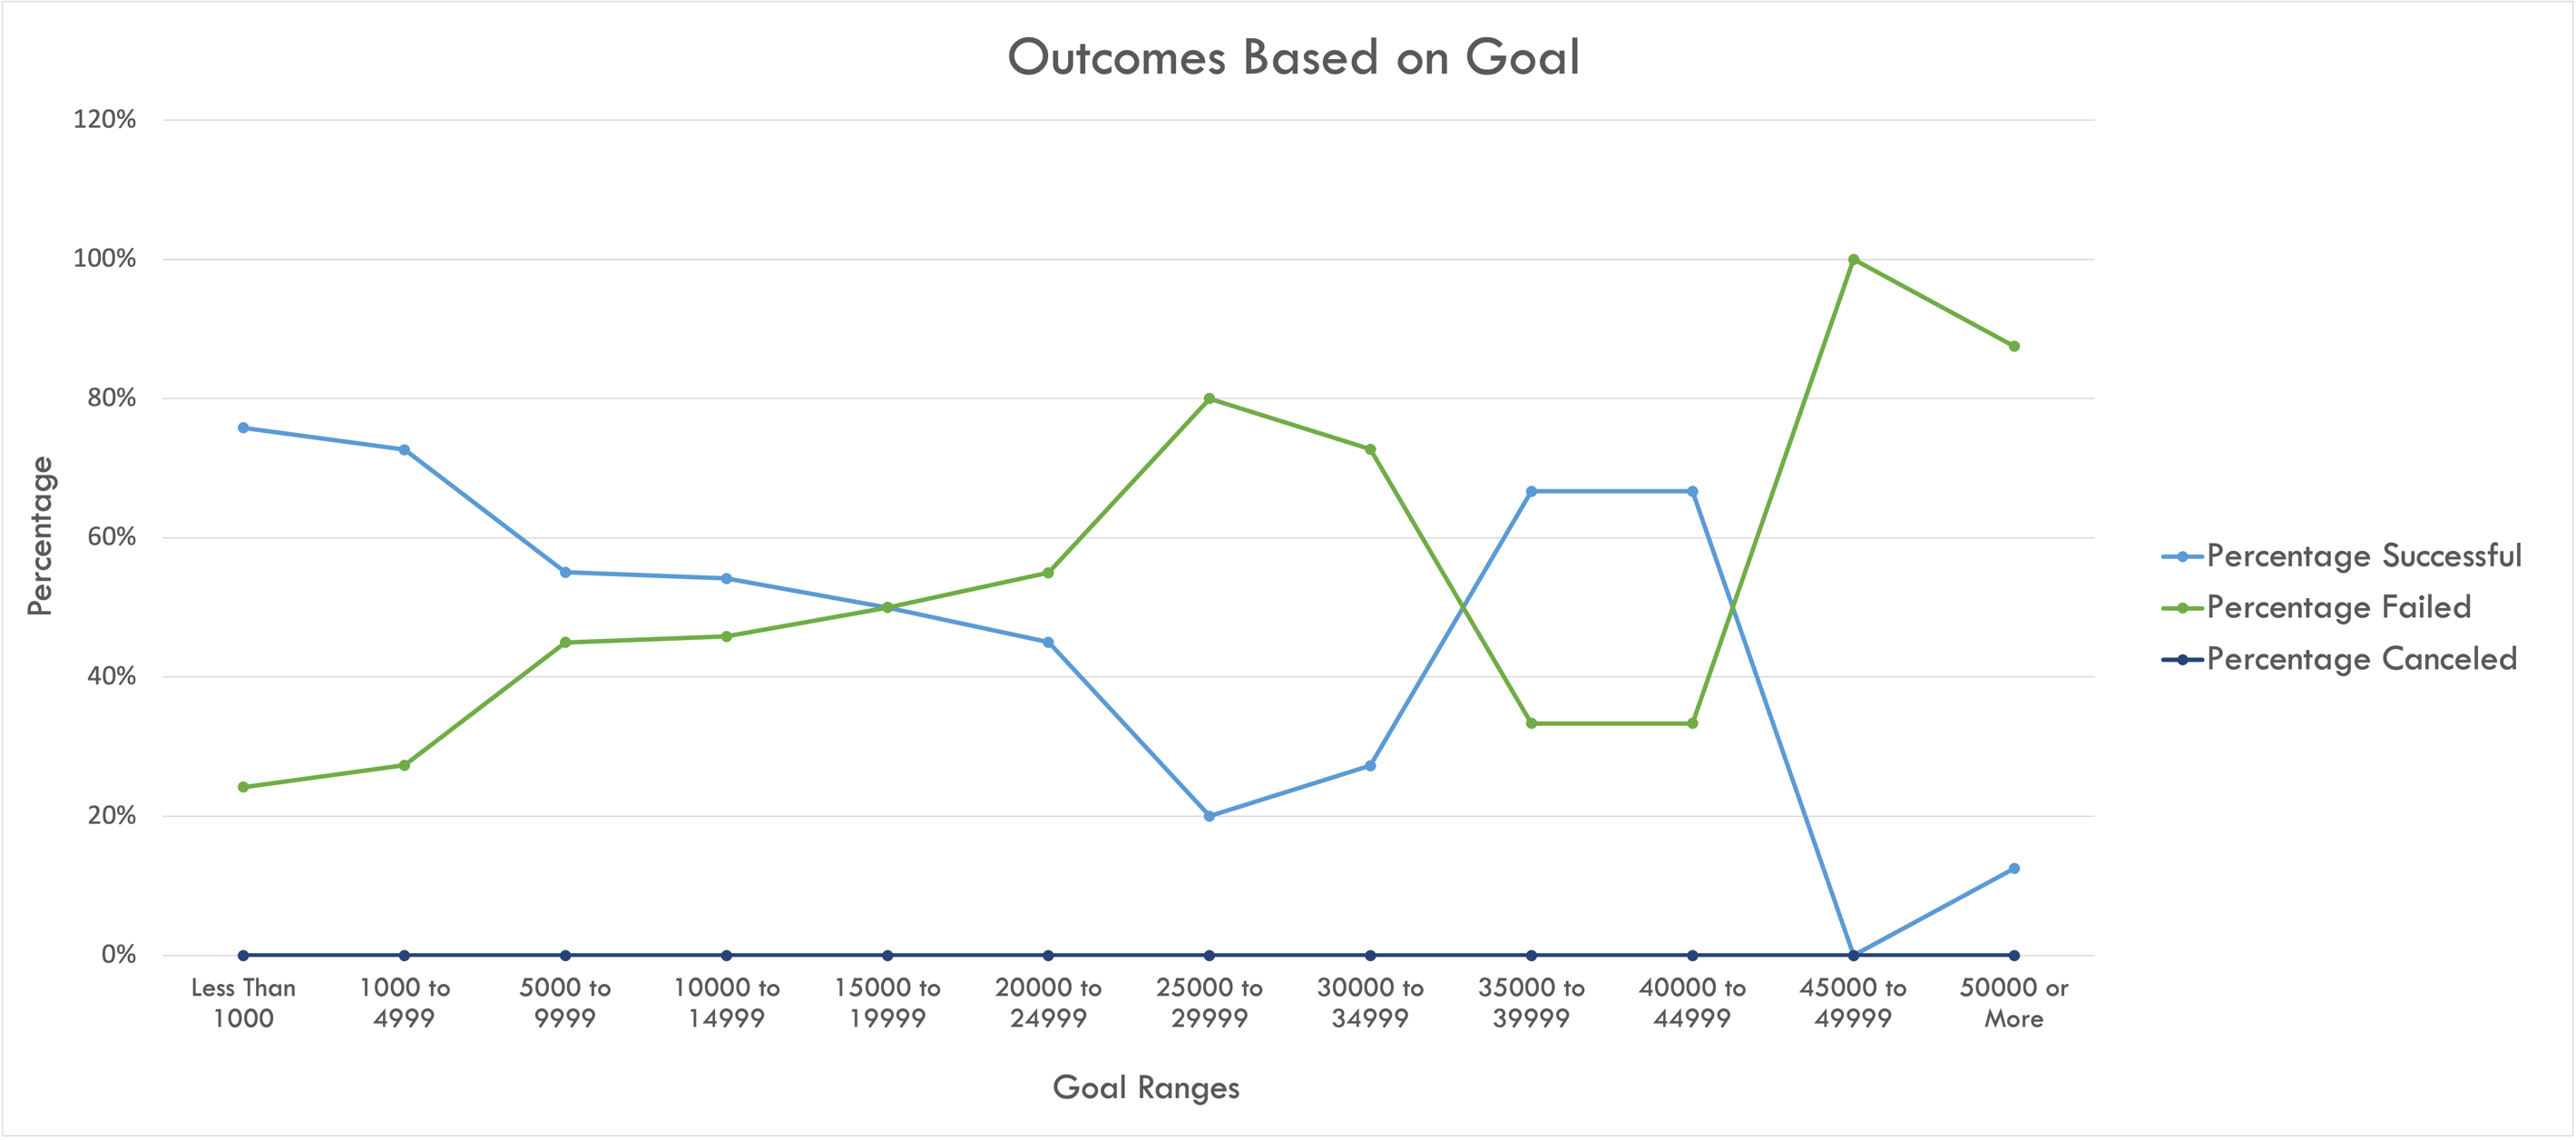 Outcomes Based on Goal
120%
100%
80%
60%
40%
20%
0%
Percentage
Less Than
1000
1000 to
4999
5000 to
9999
10000 to
14999
15000 to
19999
20000 to
24999
25000 to
29999
30000 to
34999
35000 to
39999
40000 to
44999
45000 to
49999
50000 or
More
Goal Ranges
Percentage Successful
Percentage Failed
Percentage Canceled